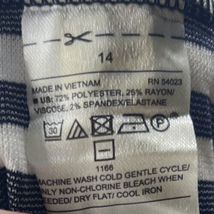 14
MADE IN VIETNAM RN 54023
US: 72% POLYESTER, 26% RAYON/
VISCOSE, 2% SPANDEX/ELASTANE
30
1166
MACHINE WASH COLD GENTLE CYCLE/
ONLY NON-CHLORINE BLEACH WHEN
NEEDED/ DRY FLAT/ COOL IRON